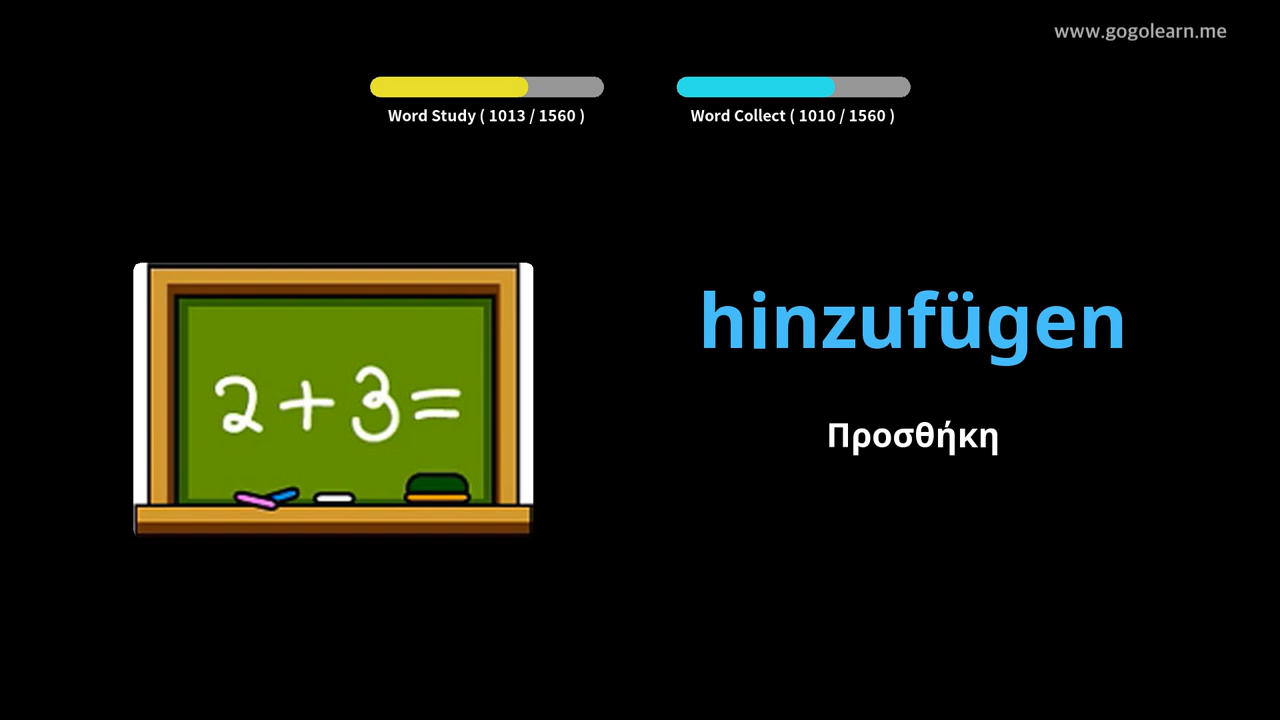 www.gogolearn.me
Word Study ( 1013 / 1560 )
Word Collect ( 1010 / 1560 )
2+3=
hinzufügen
Προσθήκη